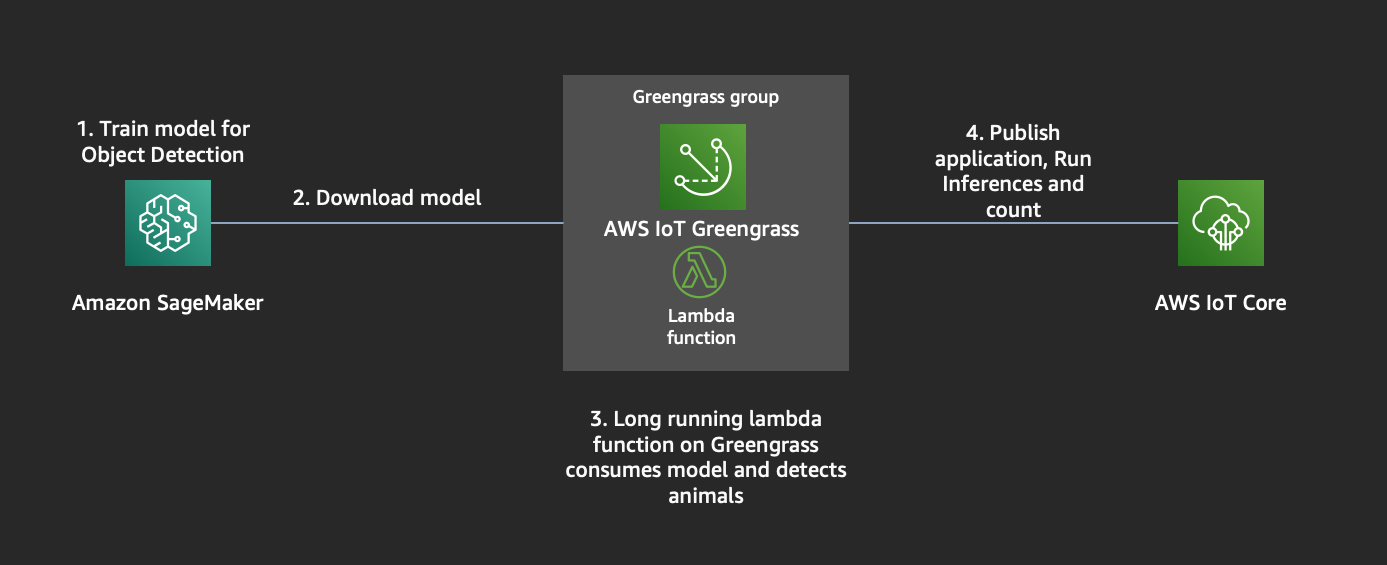 1. Train model for
Object Detection
Amazon SageMaker
2. Download model
Greengrass group
AWS IoT Greengrass
Lambda
function
3. Long running lambda
function on Greengrass
consumes model and detects
animals
4. Publish
application, Run
Inferences and
count
AWS IoT Core